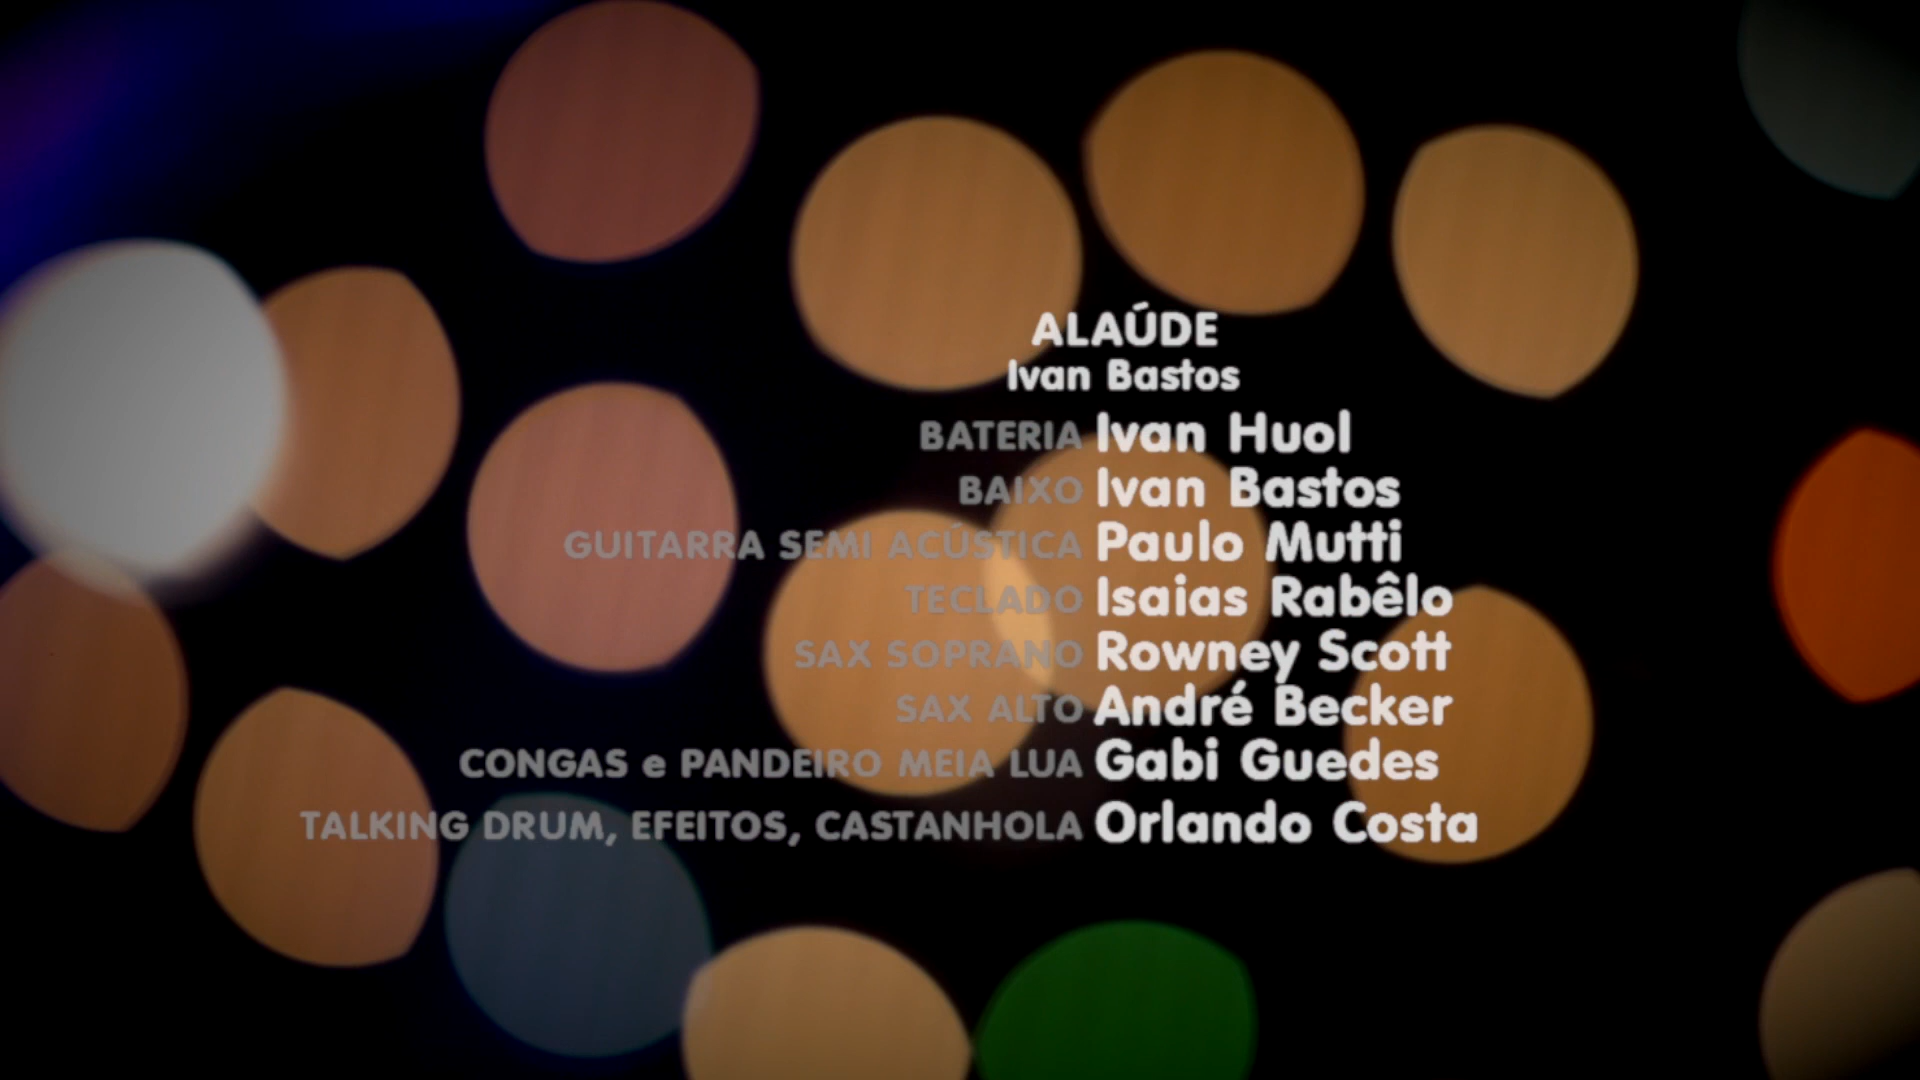 ALAÚDE
Ivan Bastos
BATERIA Ivan Huol
BAIXO Ivan Bastos
GUITARRA SEMI ACÚSTICA Paulo Mutti
TECLADO Isaias Rabêlo
SAX SOPRANO Rowney Scott
SAX ALTO André Becker
CONGAS e PANDEIRO MEIA LUA Gabi Guedes
TALKING DRUM, EFEITOS, CASTANHOLA Orlando Costa